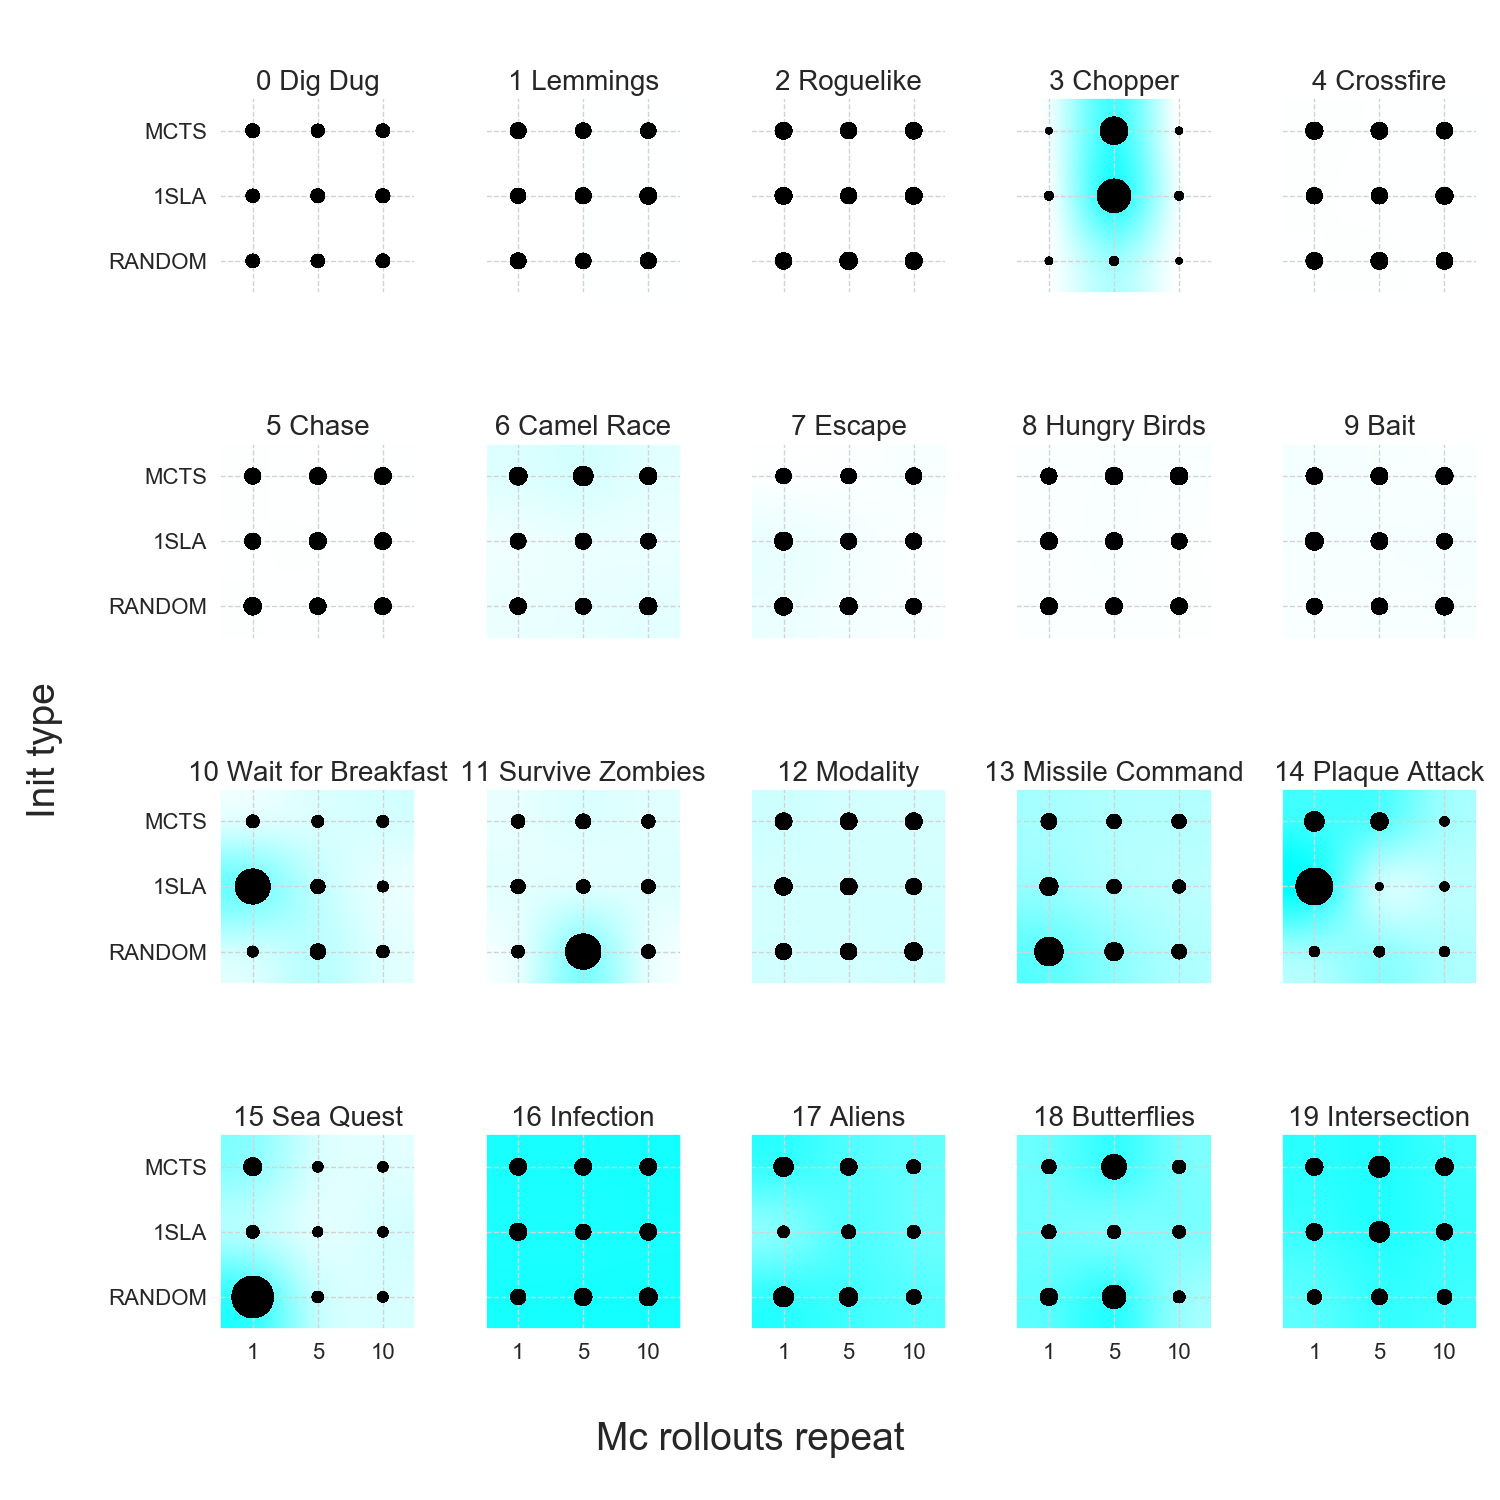 0 Dig Dug
1 Lemmings
2 Roguelike
3 Chopper
4 Crossfire
MCTS
1SLA
RANDOM
5 Chase
6 Camel Race
7 Escape
8 Hungry Birds
9 Bait
MCTS
1SLA
RANDOM
Init type
10 Wait for Breakfast
11 Survive Zombies
12 Modality
13 Missile Command
14 Plaque Attack
MCTS
1SLA
RANDOM
15 Sea Quest
16 Infection
17 Aliens
18 Butterflies
19 Intersection
MCTS
1SLA
RANDOM
1 5 10
1 5 10
1 5 10
1 5 10
1 5 10
Mc rollouts repeat